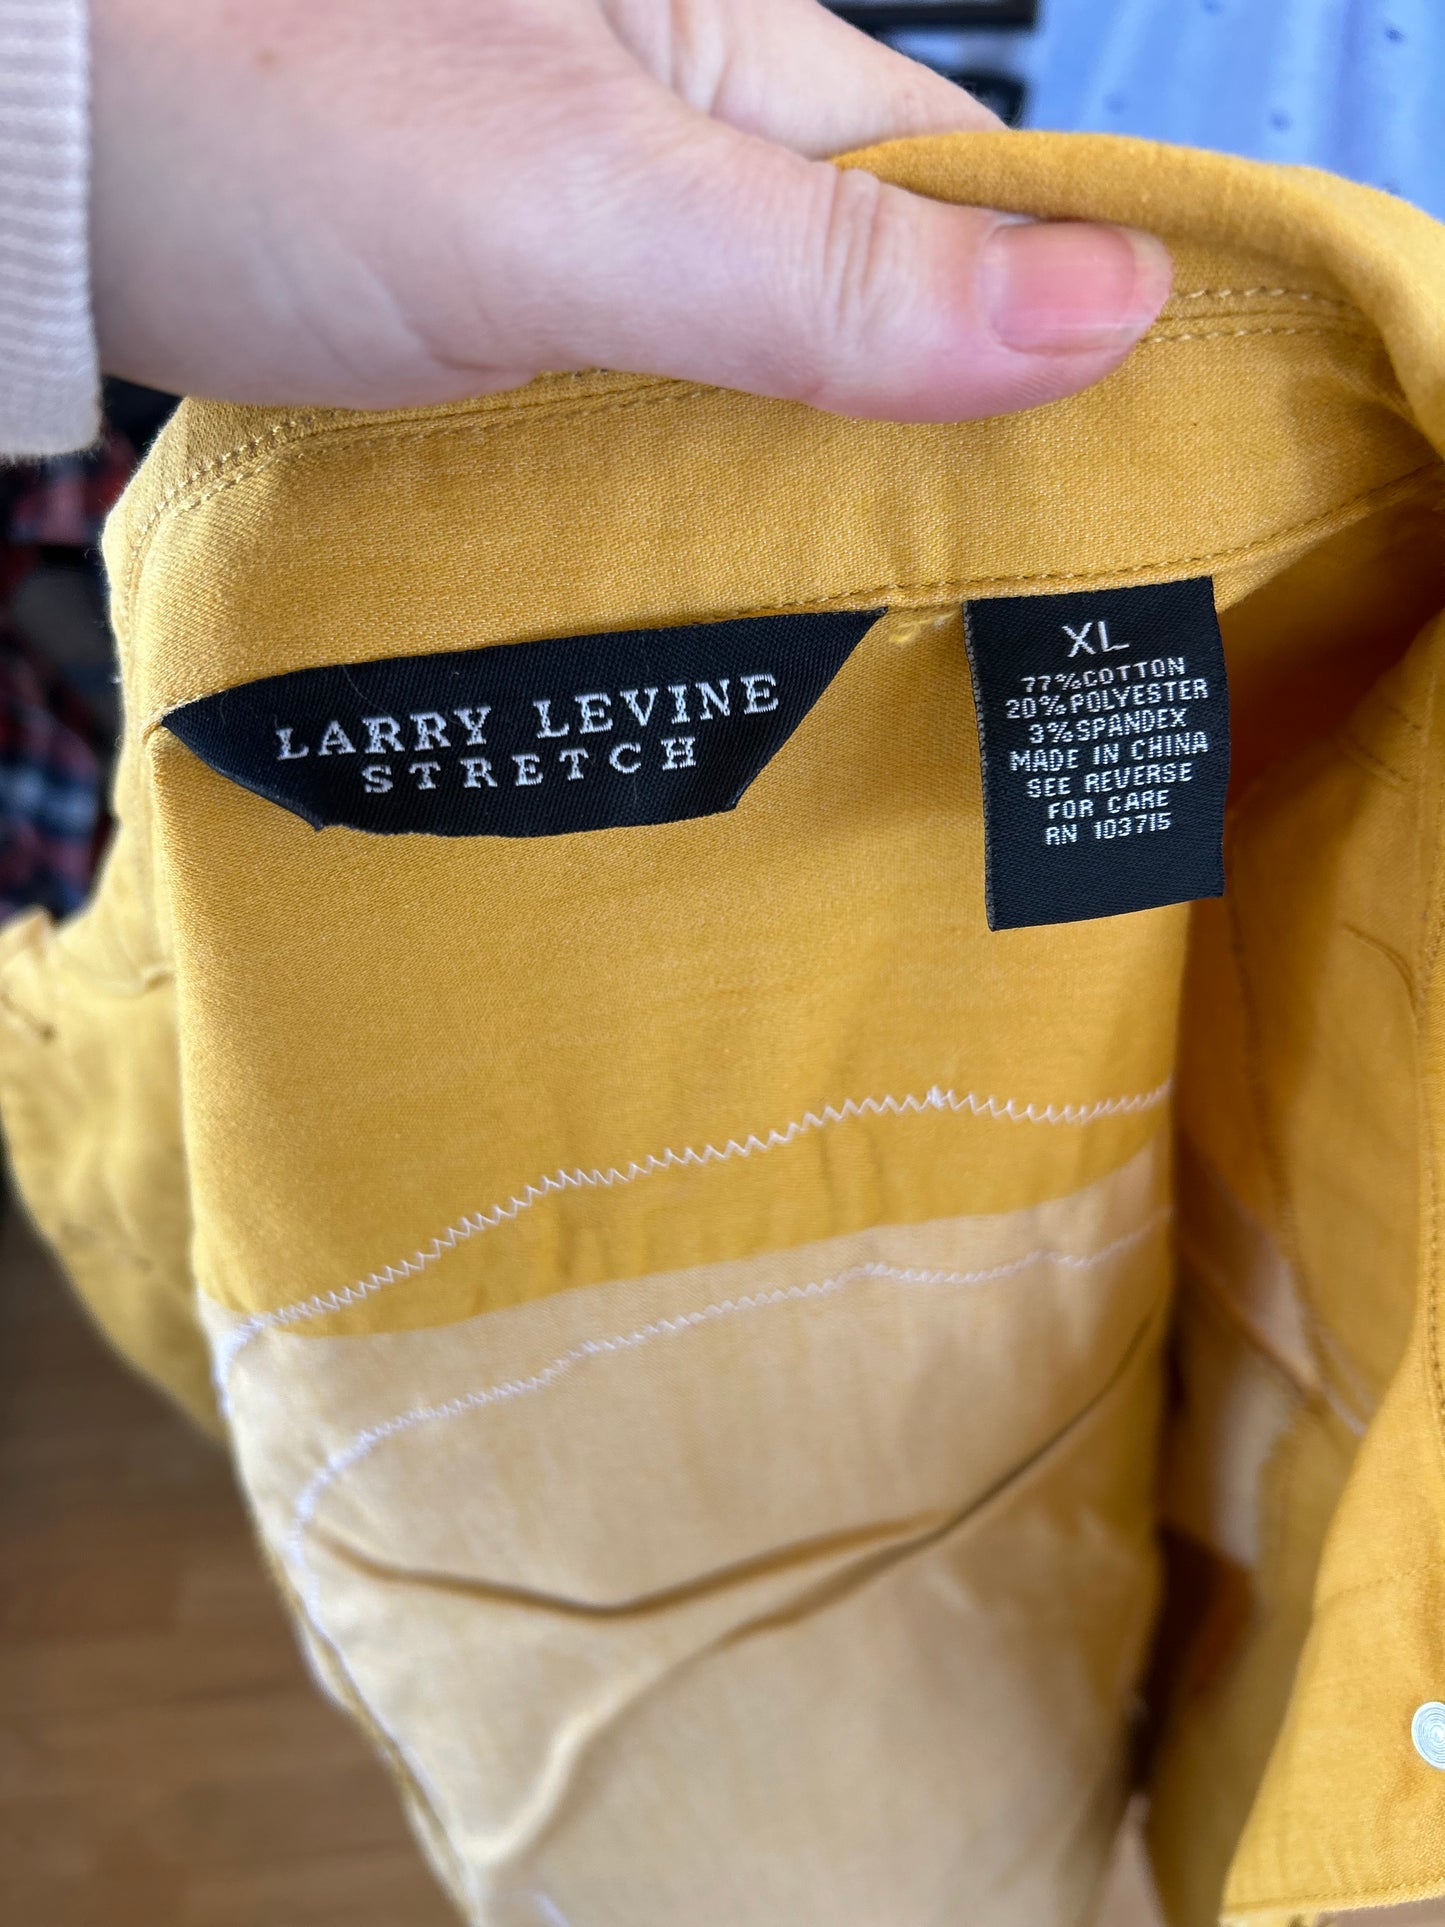 LARRY LEVINE
STRETCH
XL
77%COTTON
20%POLYESTER
3%SPANDEX
MADE IN CHINA
SEE REVERSE
FOR CARE
RN 103715